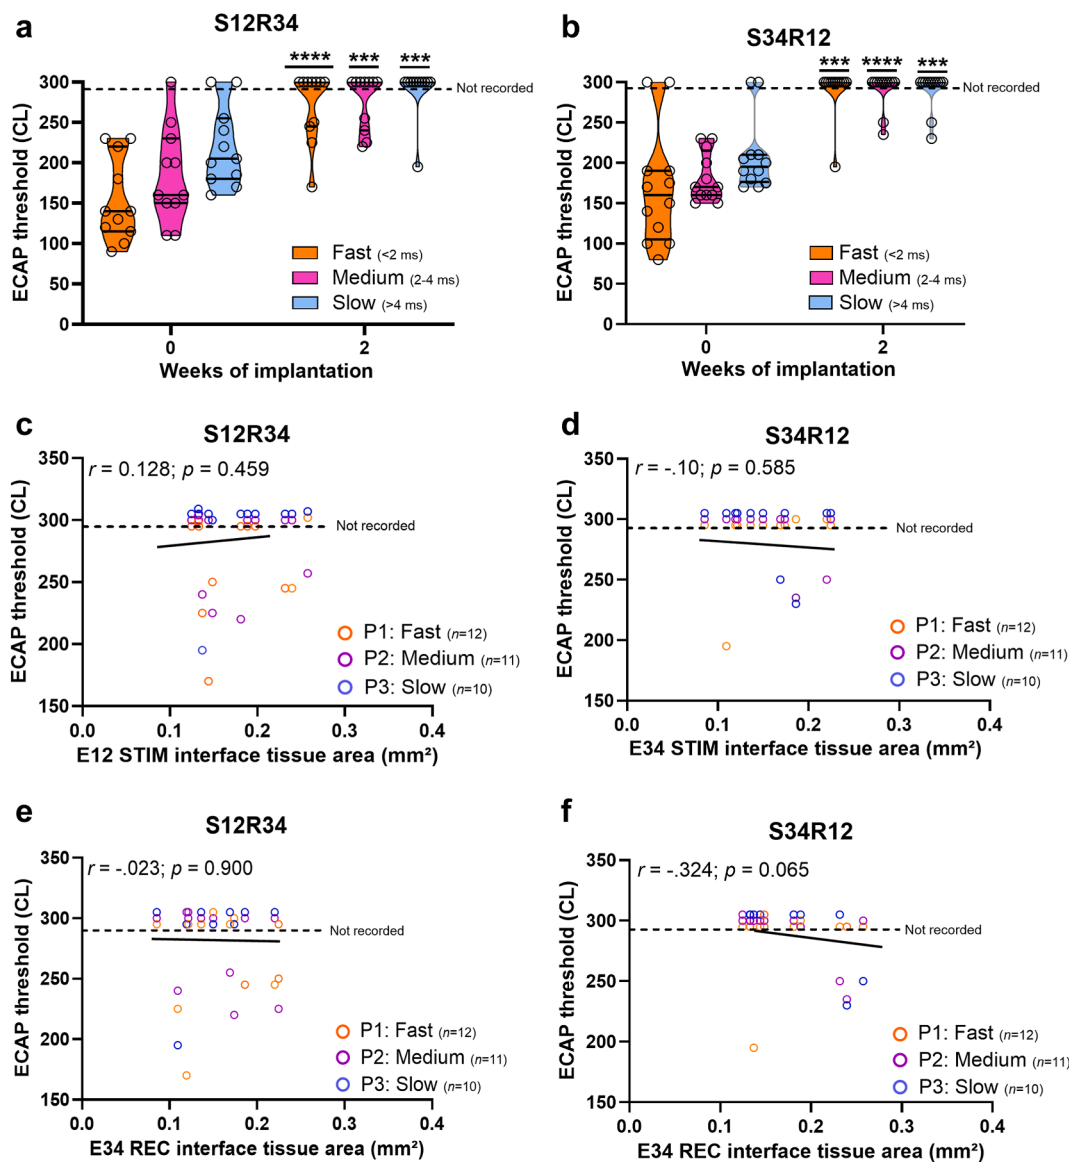 a
S12R34
****
***
***
Not recorded
ECAP threshold (CL)
300
250
200
150
100
50
0
Fast (<2 ms)
Medium (2-4 ms)
Slow (>4 ms)
0
2
Weeks of implantation
b
S34R12
***
****
***
Not recorded
ECAP threshold (CL)
300
250
200
150
100
50
0
Fast (<2 ms)
Medium (2-4 ms)
Slow (>4 ms)
0
2
Weeks of implantation
c
S12R34
r = 0.128; p = 0.459
Not recorded
ECAP threshold (CL)
350
300
250
200
150
P1: Fast (n=12)
P2: Medium (n=11)
P3: Slow (n=10)
0.0 0.1 0.2 0.3 0.4
E12 STIM interface tissue area (mm²)
d
S34R12
r = -.10; p = 0.585
Not recorded
ECAP threshold (CL)
350
300
250
200
150
P1: Fast (n=12)
P2: Medium (n=11)
P3: Slow (n=10)
0.0 0.1 0.2 0.3 0.4
E34 STIM interface tissue area (mm²)
e
S12R34
r = -.023; p = 0.900
Not recorded
ECAP threshold (CL)
350
300
250
200
150
P1: Fast (n=12)
P2: Medium (n=11)
P3: Slow (n=10)
0.0 0.1 0.2 0.3 0.4
E34 REC interface tissue area (mm²)
f
S34R12
r = -.324; p = 0.065
Not recorded
ECAP threshold (CL)
350
300
250
200
150
P1: Fast (n=12)
P2: Medium (n=11)
P3: Slow (n=10)
0.0 0.1 0.2 0.3 0.4
E34 REC interface tissue area (mm²)